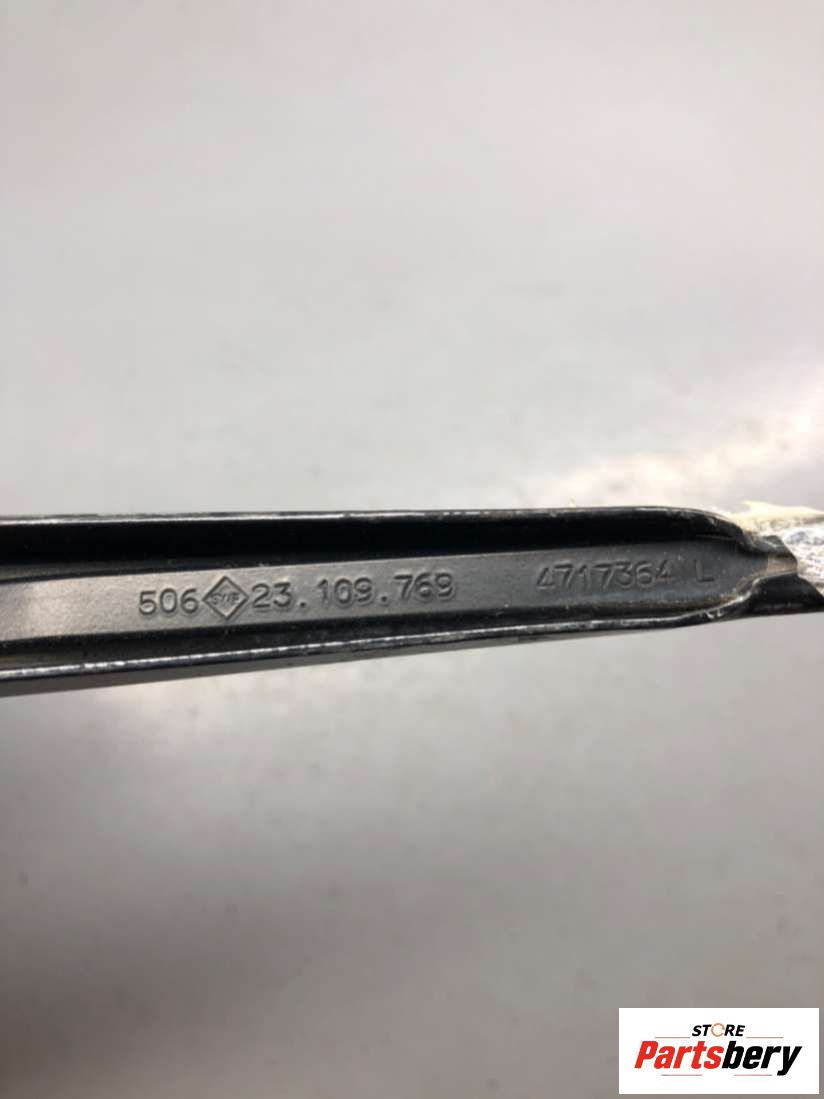 506 SWF 23.109.769 4717364 L
STORE
Partsbery